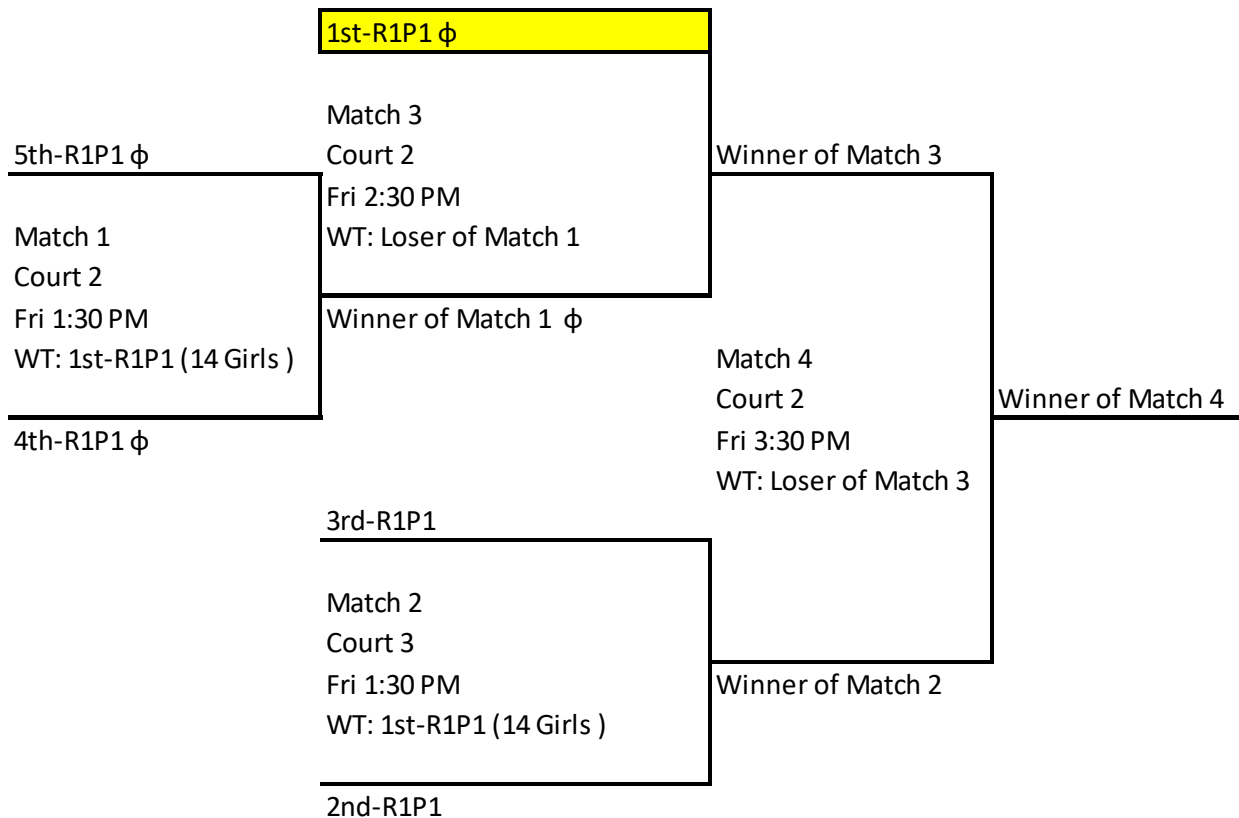 1st-R1P1 ф
Match 3
5th-R1P1 ф
Court 2
Winner of Match 3
Fri 2:30 PM
Match 1
WT: Loser of Match 1
Court 2
Fri 1:30 PM
Winner of Match 1 ф
WT: 1st-R1P1 (14 Girls )
Match 4
Court 2
Winner of Match 4
4th-R1P1 ф
Fri 3:30 PM
WT: Loser of Match 3
3rd-R1P1
Match 2
Court 3
Fri 1:30 PM
Winner of Match 2
WT: 1st-R1P1 (14 Girls )
2nd-R1P1